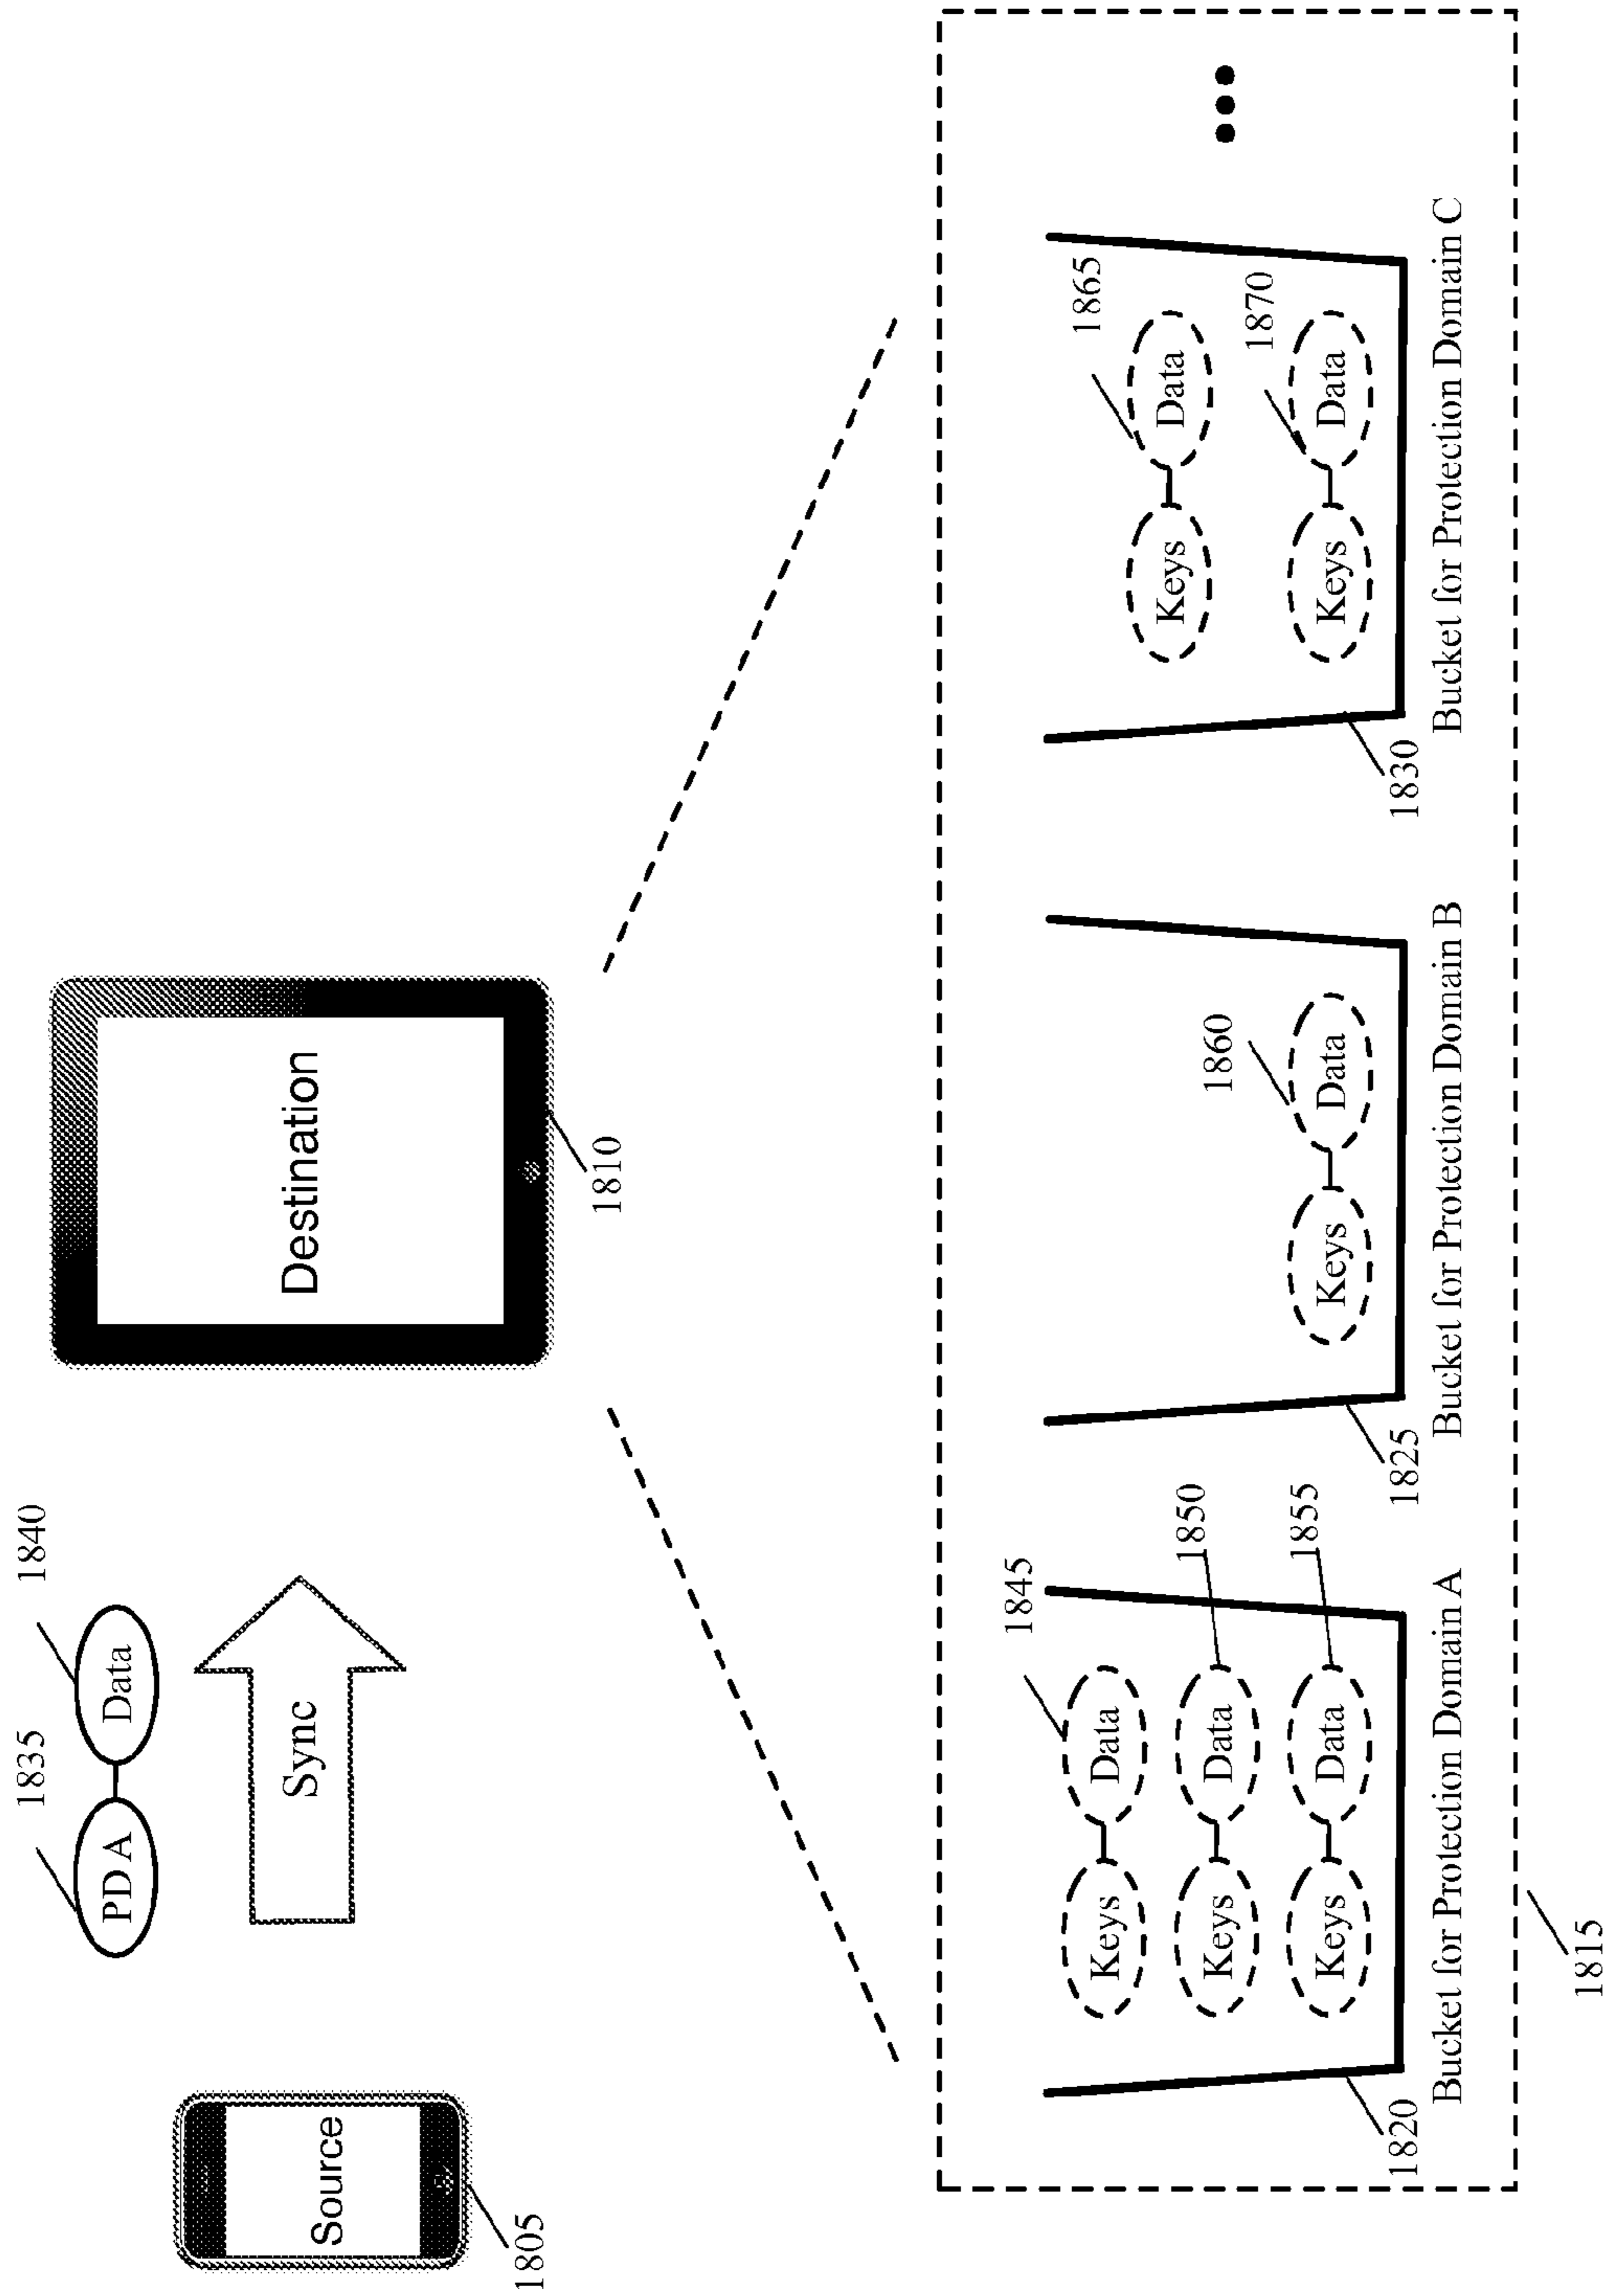 1835
1840
PD A
Data
Source
Sync
Destination
1805
1810
1845
1850
1855
Keys
Data
Keys
Data
Keys
Data
1860
Keys
Data
1865
Keys
Data
1870
Keys
Data
1820
1825
1830
Bucket for Protection Domain A
Bucket for Protection Domain B
Bucket for Protection Domain C
1815